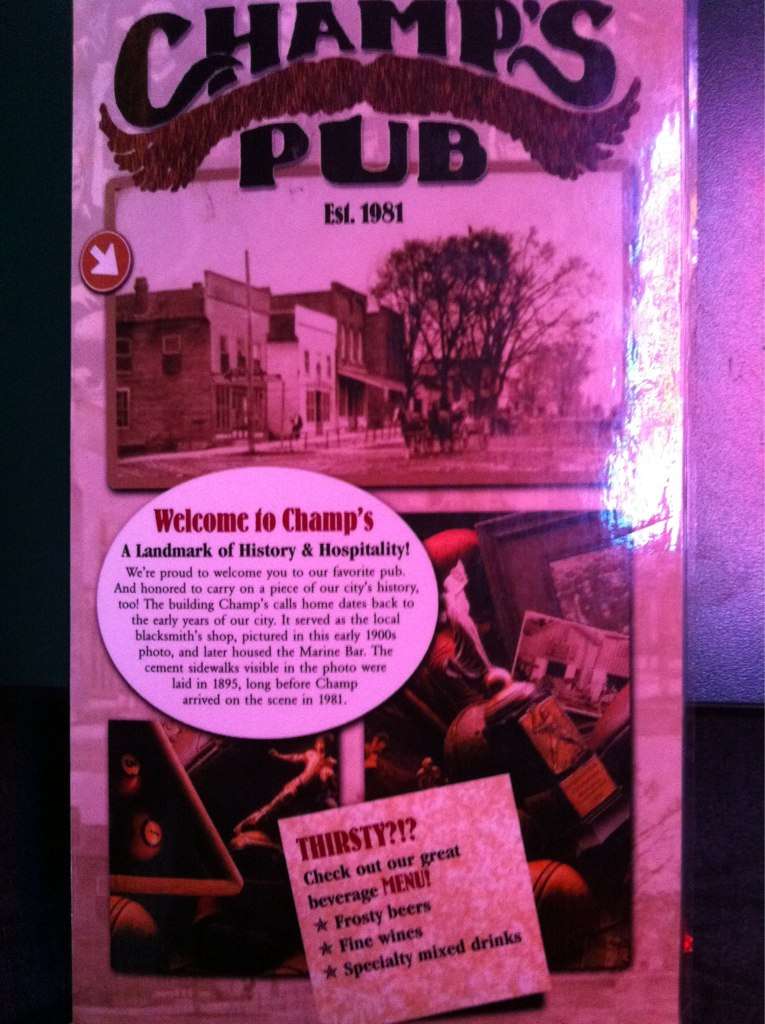 CHAMP'S
PUB
Est. 1981
Welcome to Champ's
A Landmark of History & Hospitality!
We're proud to welcome you to our favorite pub.
And honored to carry on a piece of our city's history,
too! The building Champ's calls home dates back to
the early years of our city. It served as the local
blacksmith's shop, pictured in this early 1900s
photo, and later housed the Marine Bar. The
cement sidewalks visible in the photo were
laid in 1895, long before Champ
arrived on the scene in 1981.
THIRSTY?!?
Check out our great
beverage MENU!
★ Frosty beers
★ Fine wines
★ Specialty mixed drinks